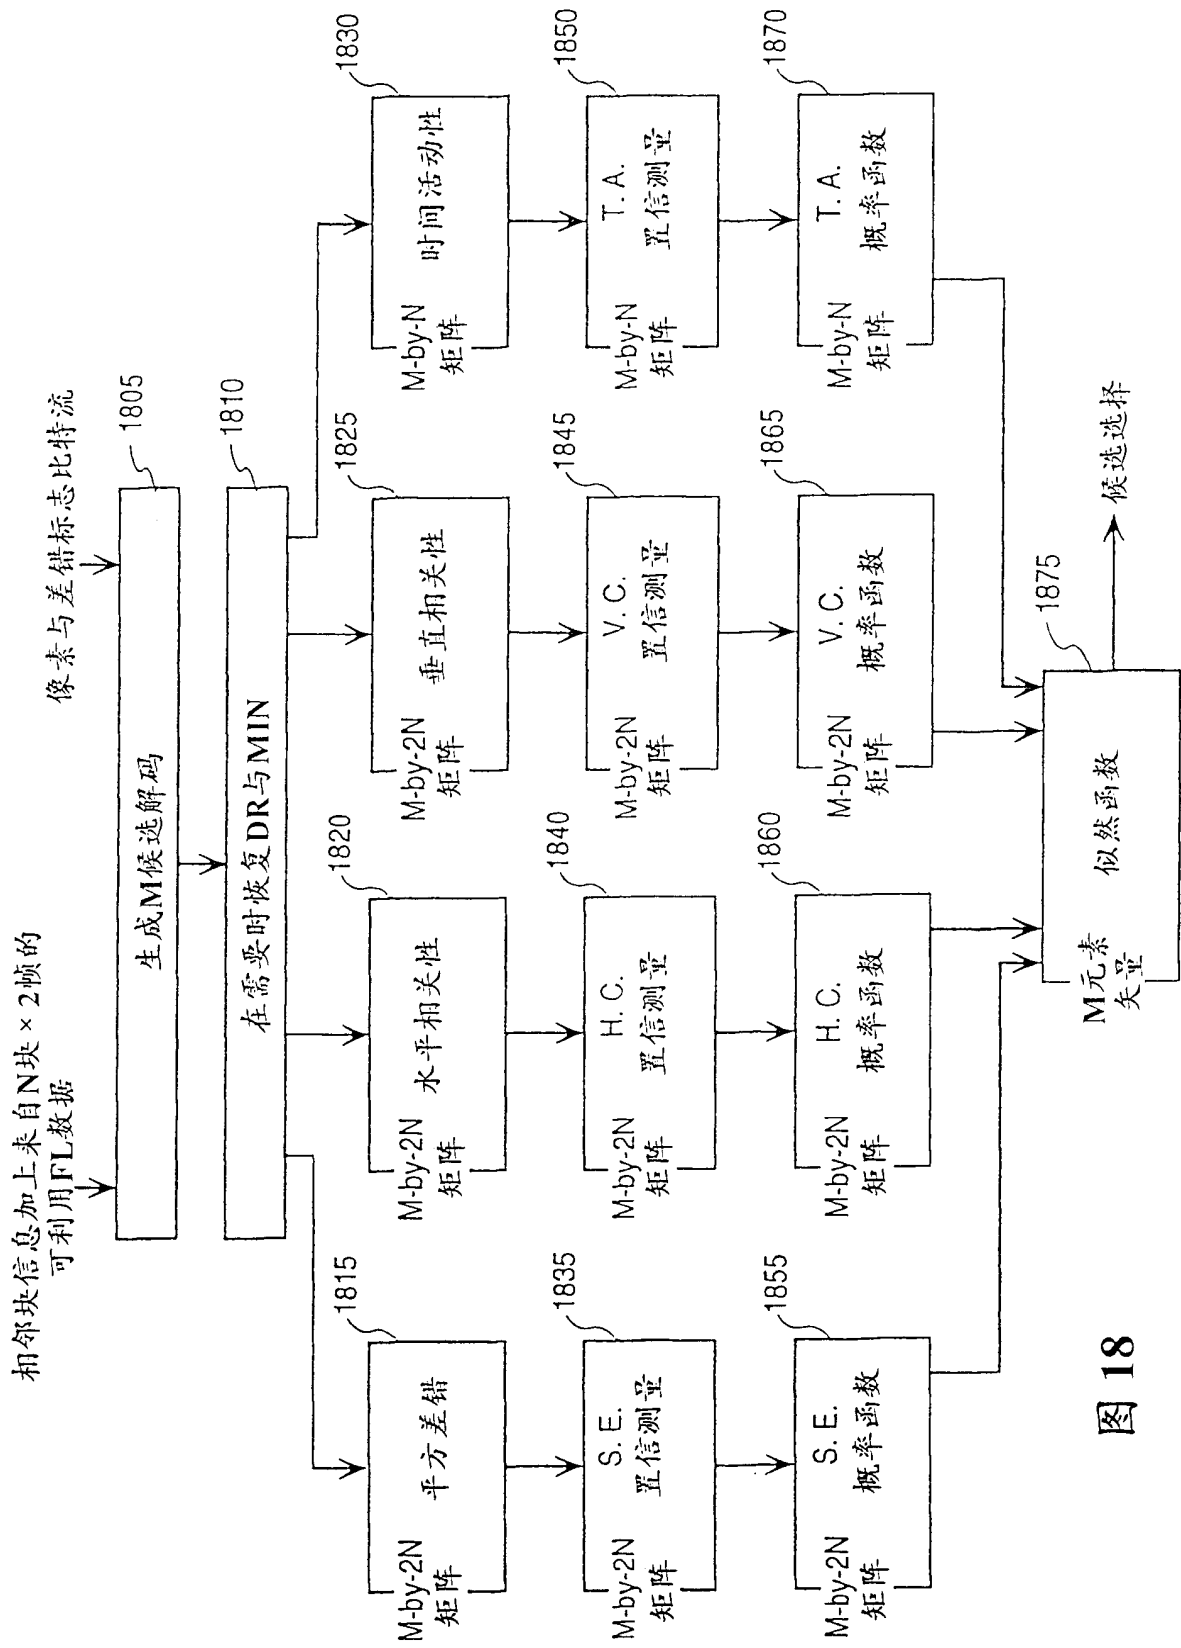 相邻块信息加上来自N块×2帧的
可利用FL数据
像素与差错标志比特流
1805
生成M候选解码
1810
在需要时恢复DR与MIN
1815
平方差错
M-by-2N
矩阵
1820
水平相关性
M-by-2N
矩阵
1825
垂直相关性
M-by-2N
矩阵
1830
时间活动性
M-by-N
矩阵
1835
S.E.
置信测量
M-by-2N
矩阵
1840
H.C.
置信测量
M-by-2N
矩阵
1845
V.C.
置信测量
M-by-2N
矩阵
1850
T.A.
置信测量
M-by-N
矩阵
1855
S.E.
概率函数
M-by-2N
矩阵
1860
H.C.
概率函数
M-by-2N
矩阵
1865
V.C.
概率函数
M-by-2N
矩阵
1870
T.A.
概率函数
M-by-N
矩阵
1875
似然函数
M元素
矢量
候选选择
图 18